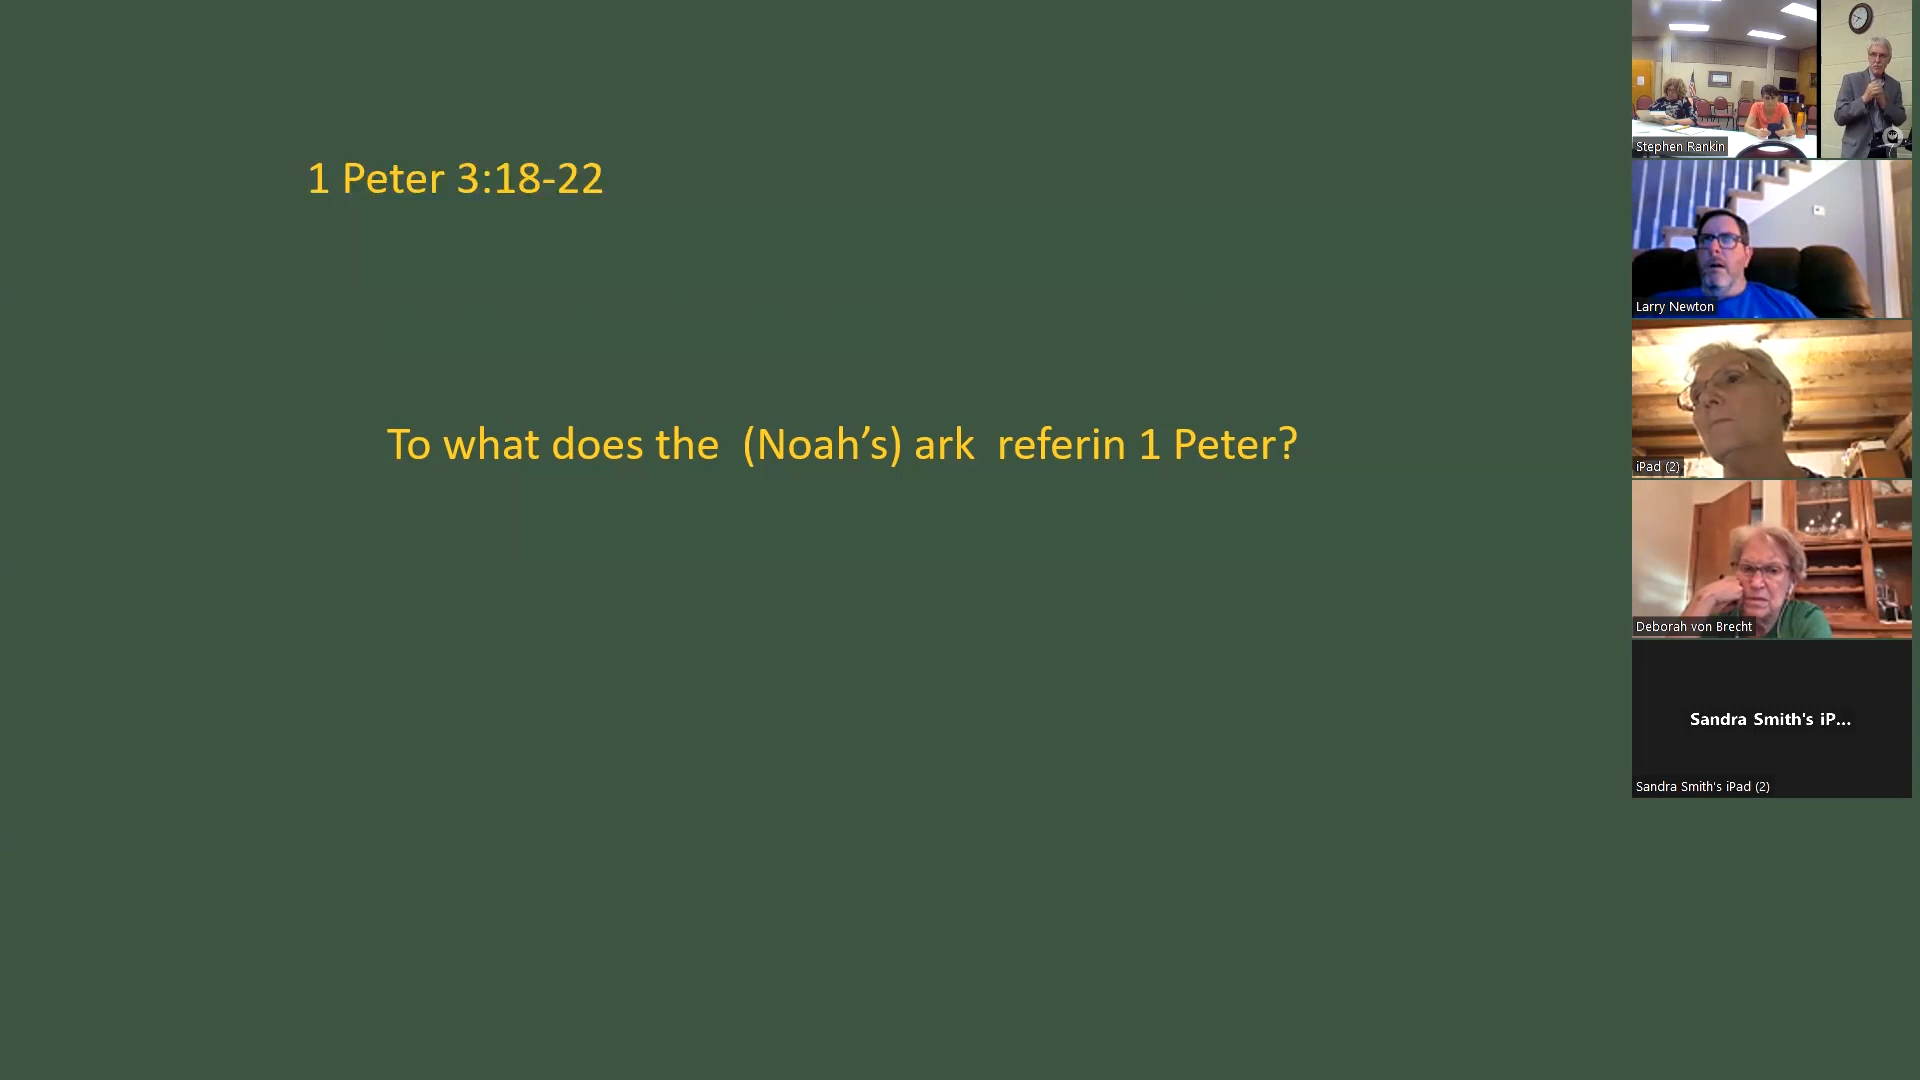 1 Peter 3:18-22
To what does the (Noah’s) ark referin 1 Peter?
Stephen Rankin
Larry Newton
iPad (2)
Deborah von Brecht
Sandra Smith's iP...
Sandra Smith's iPad (2)